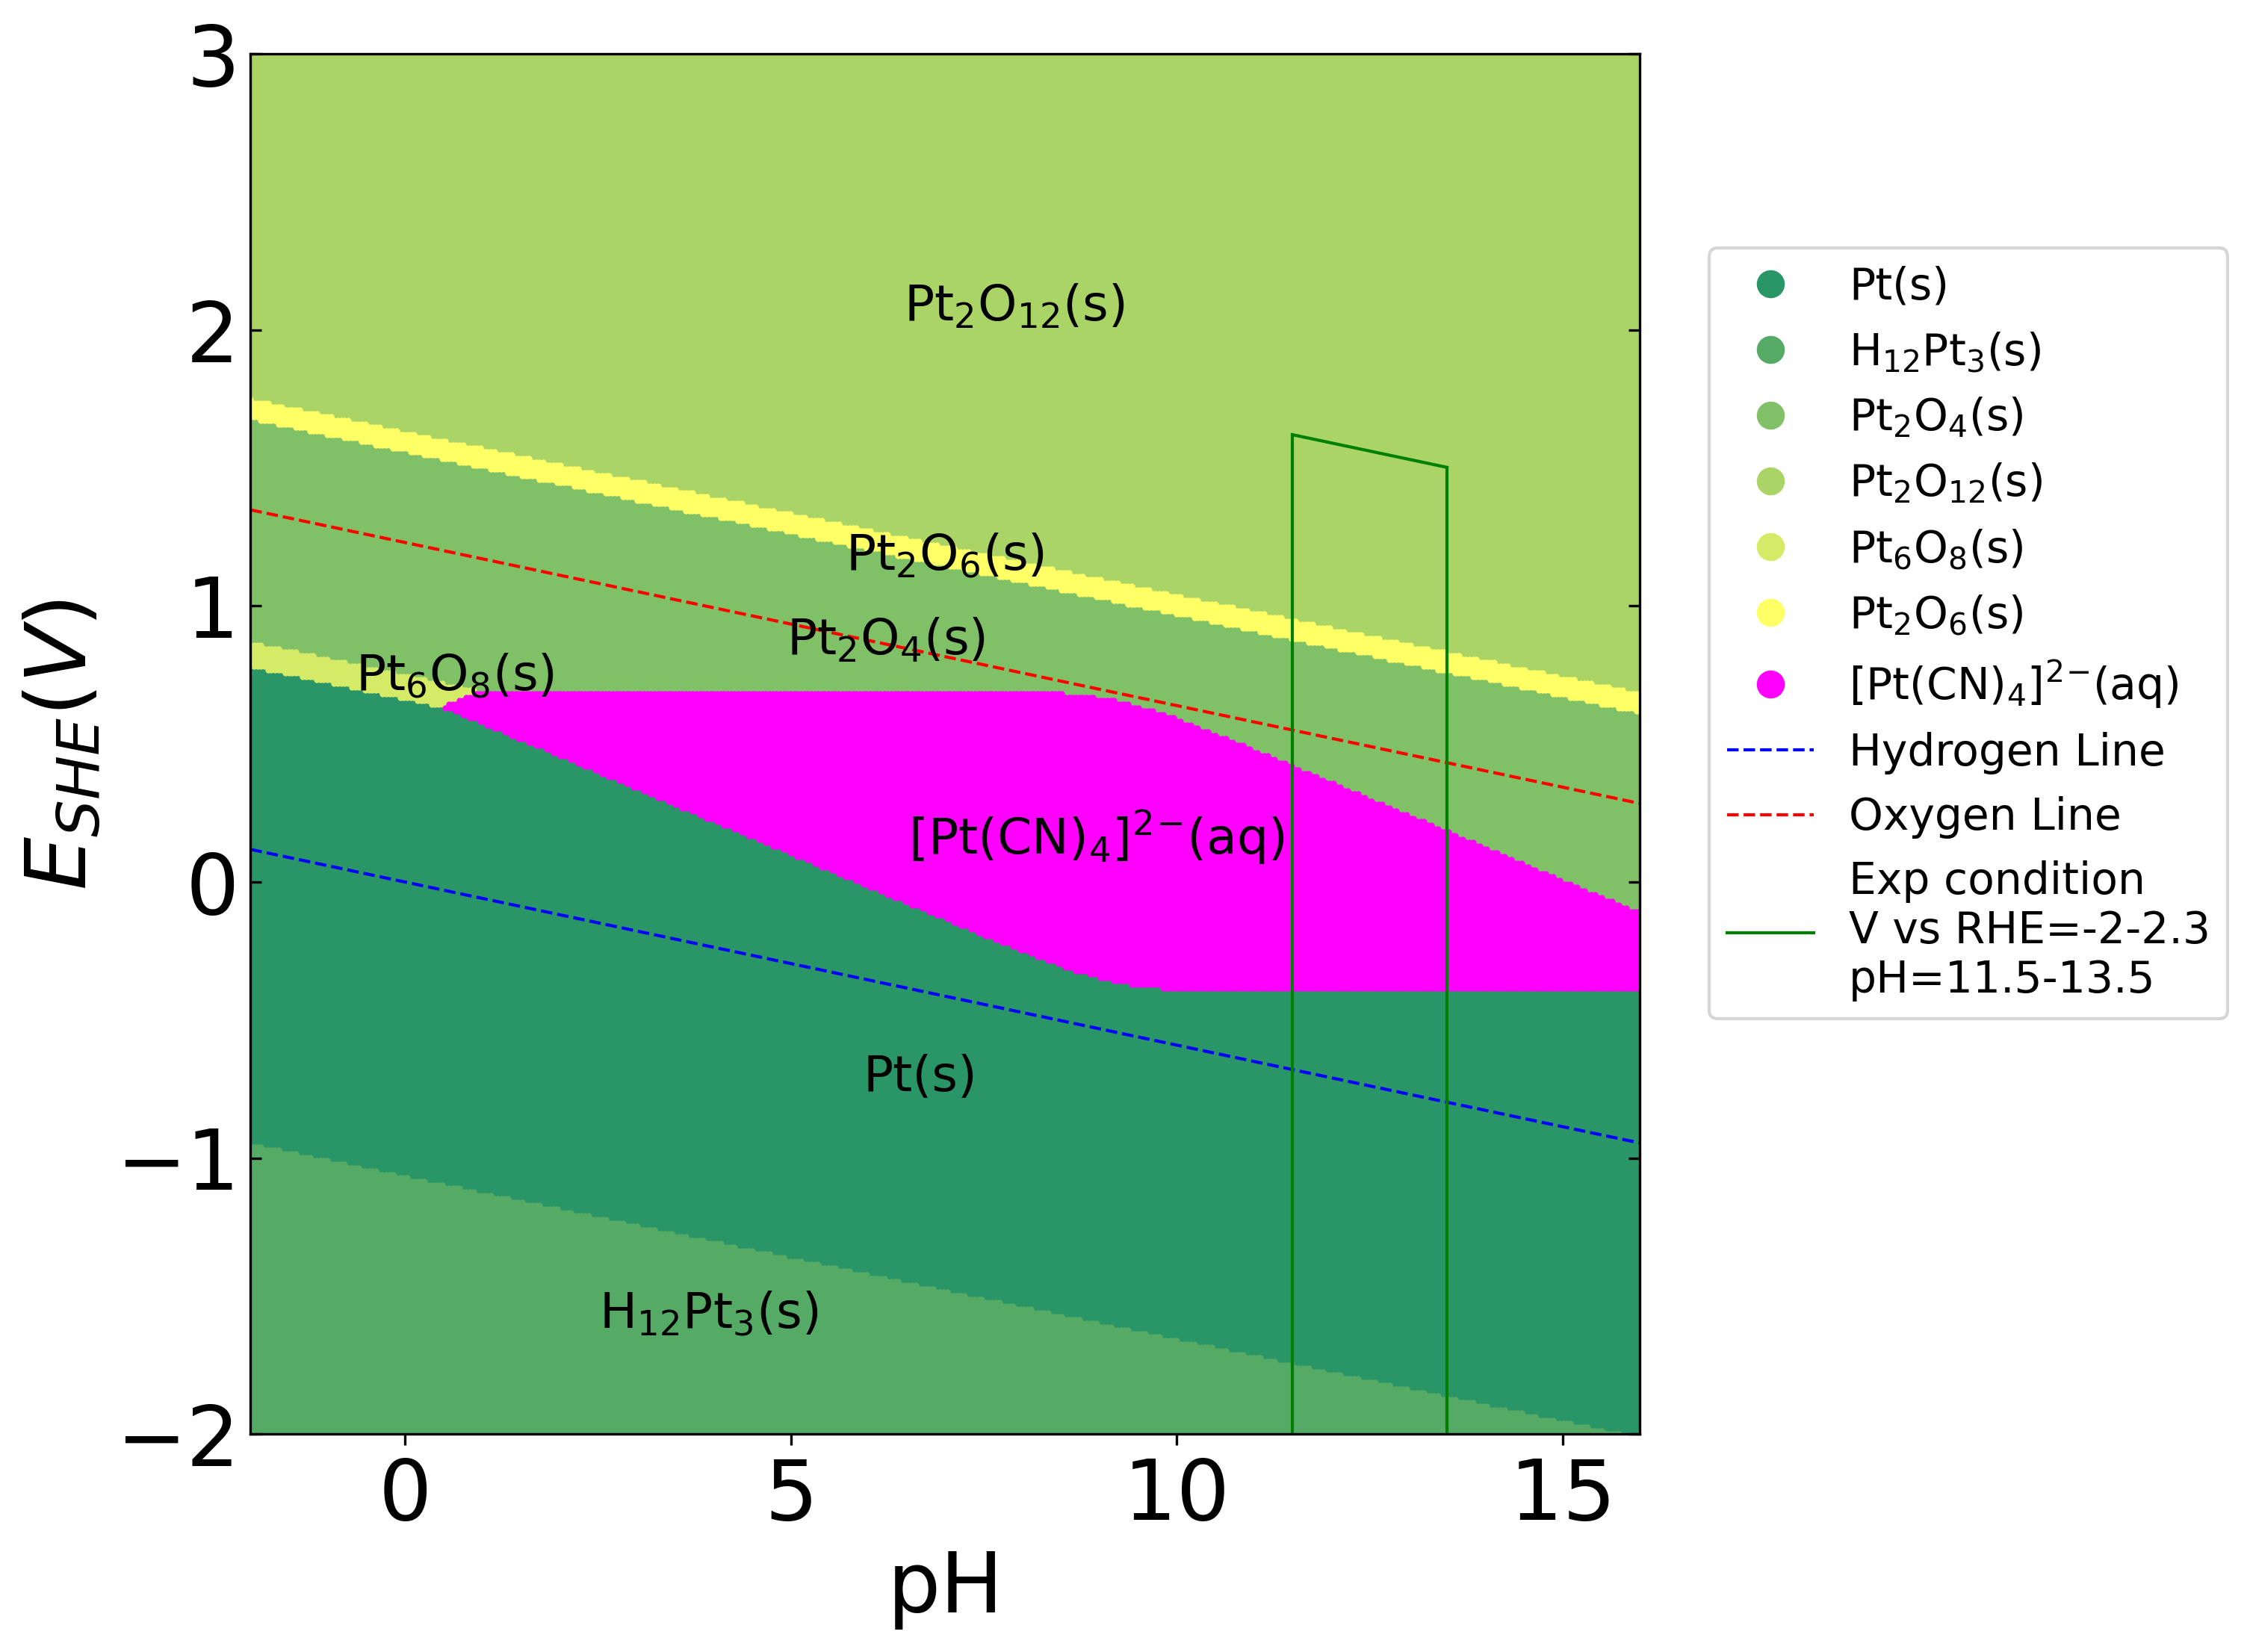 3
2
1
0
−1
−2
E_SHE(V)
0 5 10 15
pH
Pt₂O₁₂(s)
Pt₂O₆(s)
Pt₂O₄(s)
Pt₆O₈(s)
[Pt(CN)₄]²⁻(aq)
Pt(s)
H₁₂Pt₃(s)
Pt(s)
H₁₂Pt₃(s)
Pt₂O₄(s)
Pt₂O₁₂(s)
Pt₆O₈(s)
Pt₂O₆(s)
[Pt(CN)₄]²⁻(aq)
Hydrogen Line
Oxygen Line
Exp condition
V vs RHE=-2-2.3
pH=11.5-13.5